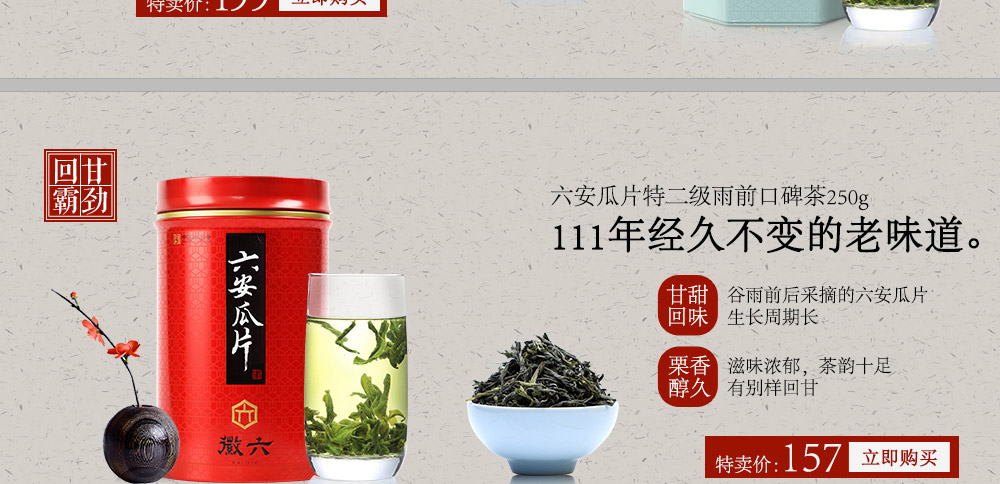 特卖价:199
立即购买
回甘
霸劲
六安瓜片
徽六
六安瓜片特二级雨前口碑茶250g
111年经久不变的老味道。
甘甜
回味
谷雨前后采摘的六安瓜片
生长周期长
栗香
醇久
滋味浓郁，茶韵十足
有别样回甘
特卖价:157
立即购买